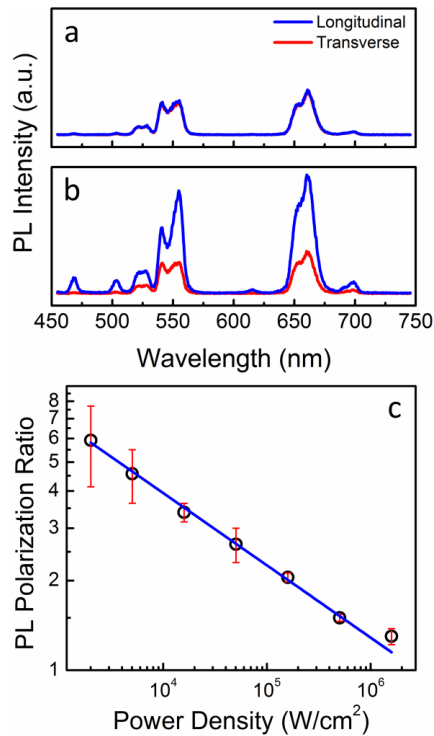 a
Longitudinal
Transverse
PL Intensity (a.u.)
b
450 500 550 600 650 700 750
Wavelength (nm)
c
8
7
6
5
4
3
2
1
PL Polarization Ratio
10^4 10^5 10^6
Power Density (W/cm^2)